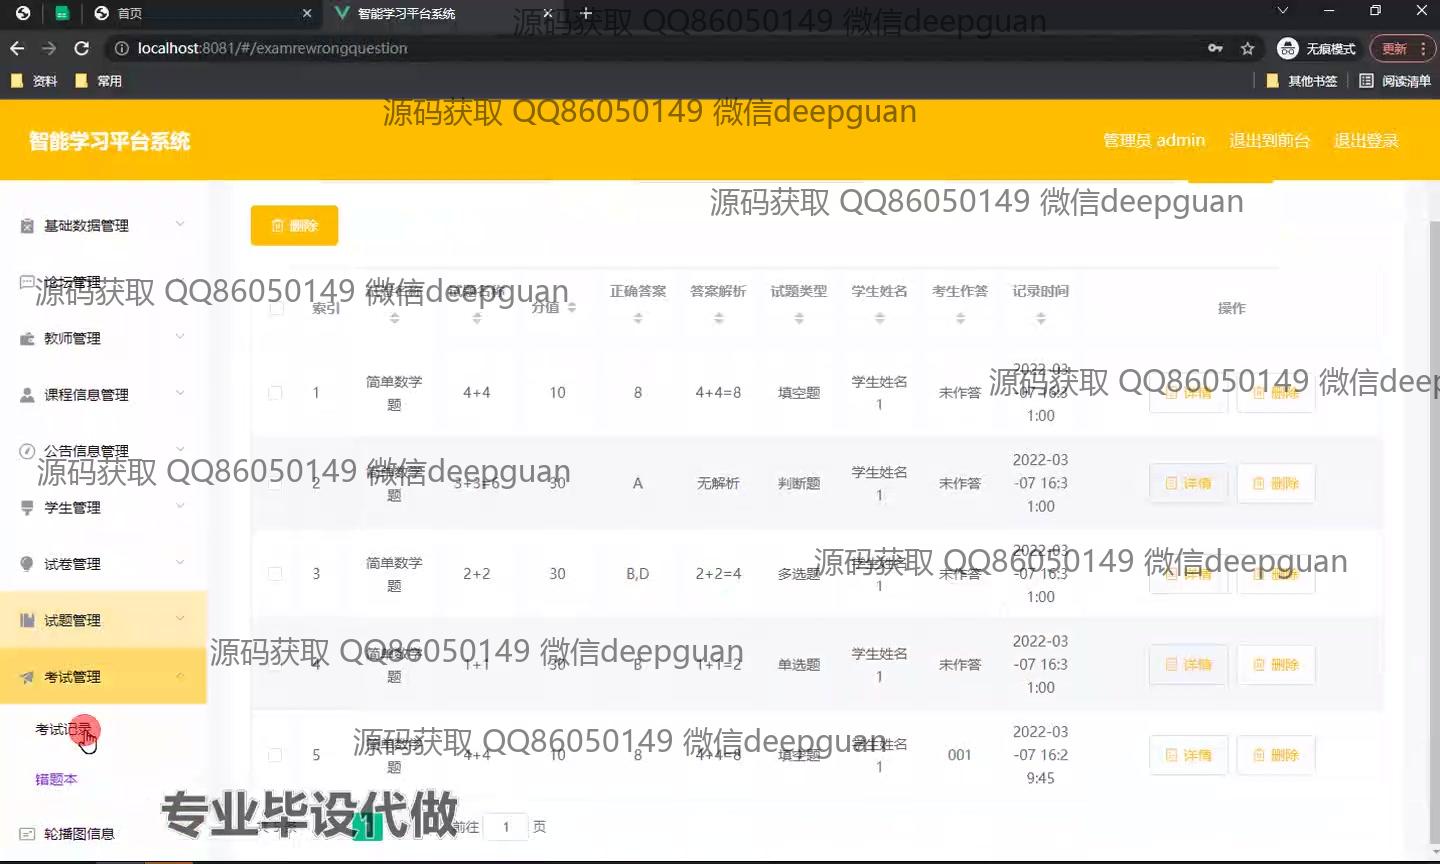 首页
智能学习平台系统
源码获取 QQ86050149 微信deepguan
localhost:8081/#/examrewrongquestion
无痕模式
更新
资料
常用
其他书签
阅读清单
源码获取 QQ86050149 微信deepguan
智能学习平台系统
管理员 admin
退出到前台
退出登录
源码获取 QQ86050149 微信deepguan
基础数据管理
删除
论坛管理
源码获取 QQ86050149 微信deepguan
索引 试卷名称 试题名称 分值 正确答案 答案解析 试题类型 学生姓名 考生作答 记录时间 操作
教师管理
源码获取 QQ86050149 微信deep
1 简单数学题 4+4 10 8 4+4=8 填空题 学生姓名1 未作答 2022-03-07 16:31:00 详情 删除
课程信息管理
公告信息管理
源码获取 QQ86050149 微信deepguan
2 简单数学题 3+3=6 30 A 无解析 判断题 学生姓名1 未作答 2022-03-07 16:31:00 详情 删除
学生管理
试卷管理
源码获取 QQ86050149 微信deepguan
3 简单数学题 2+2 30 B,D 2+2=4 多选题 学生姓名1 未作答 2022-03-07 16:31:00 详情 删除
试题管理
源码获取 QQ86050149 微信deepguan
4 简单数学题 1+1 30 B 1+1=2 单选题 学生姓名1 未作答 2022-03-07 16:31:00 详情 删除
考试管理
考试记录
源码获取 QQ86050149 微信deepguan
5 简单数学题 4+4 10 8 4+4=8 填空题 学生姓名1 001 2022-03-07 16:29:45 详情 删除
错题本
专业毕设代做
1
前往 1 页
轮播图信息